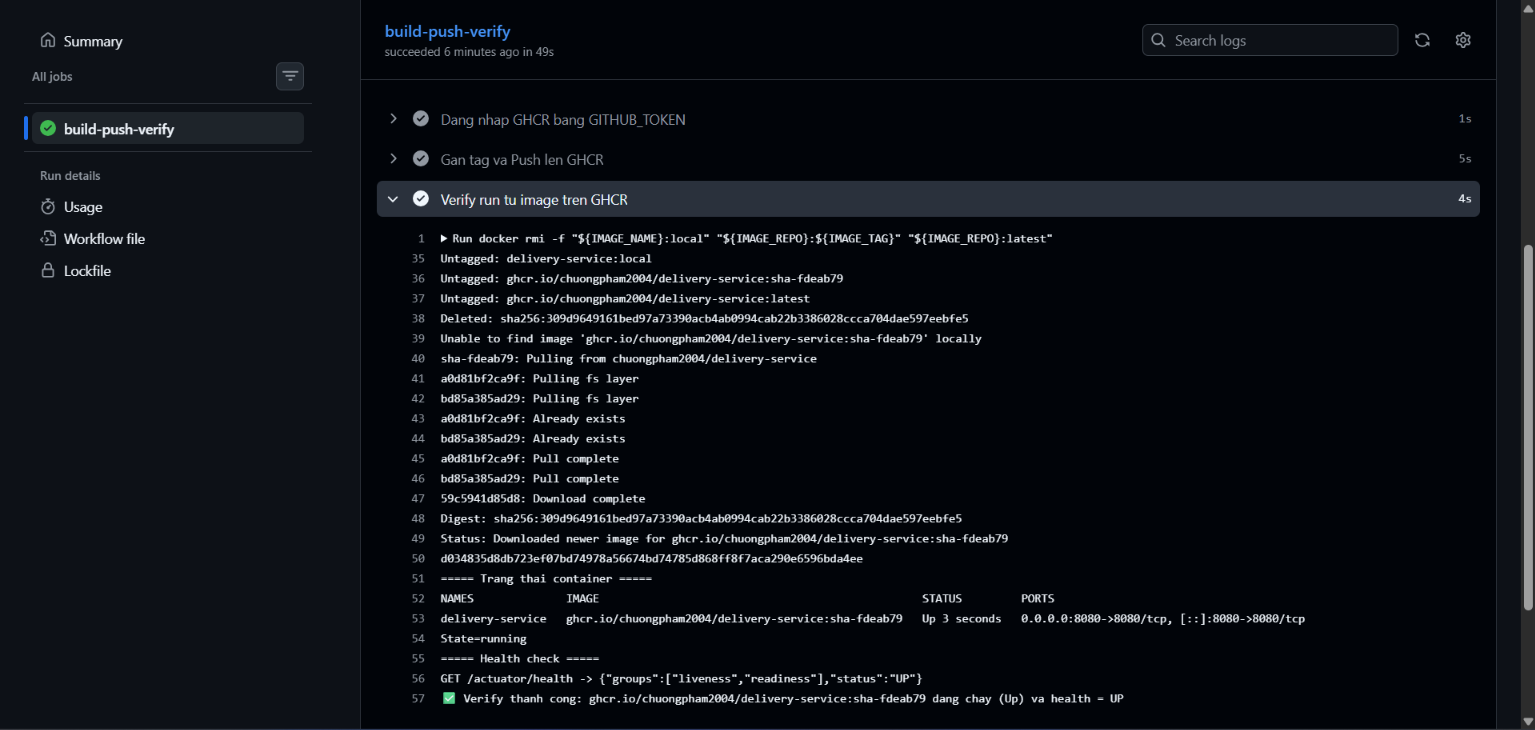 Summary
All jobs
build-push-verify
Run details
Usage
Workflow file
Lockfile
build-push-verify
succeeded 6 minutes ago in 49s
Search logs
Dang nhap GHCR bang GITHUB_TOKEN 1s
Gan tag va Push len GHCR 5s
Verify run tu image tren GHCR 4s
1 Run docker rmi -f "${IMAGE_NAME}:local" "${IMAGE_REPO}:${IMAGE_TAG}" "${IMAGE_REPO}:latest"
35 Untagged: delivery-service:local
36 Untagged: ghcr.io/chuongpham2004/delivery-service:sha-fdeab79
37 Untagged: ghcr.io/chuongpham2004/delivery-service:latest
38 Deleted: sha256:309d9649161bed97a73390acb4ab0994cab22b3386028ccca704dae597eebfe5
39 Unable to find image 'ghcr.io/chuongpham2004/delivery-service:sha-fdeab79' locally
40 sha-fdeab79: Pulling from chuongpham2004/delivery-service
41 a0d81bf2ca9f: Pulling fs layer
42 bd85a385ad29: Pulling fs layer
43 a0d81bf2ca9f: Already exists
44 bd85a385ad29: Already exists
45 a0d81bf2ca9f: Pull complete
46 bd85a385ad29: Pull complete
47 59c5941d85d8: Download complete
48 Digest: sha256:309d9649161bed97a73390acb4ab0994cab22b3386028ccca704dae597eebfe5
49 Status: Downloaded newer image for ghcr.io/chuongpham2004/delivery-service:sha-fdeab79
50 d034835d8db723ef07bd74978a56674bd74785d868ff8f7aca290e6596bda4ee
51 ===== Trang thai container =====
52 NAMES IMAGE STATUS PORTS
53 delivery-service ghcr.io/chuongpham2004/delivery-service:sha-fdeab79 Up 3 seconds 0.0.0.0:8080->8080/tcp, [::]:8080->8080/tcp
54 State=running
55 ===== Health check =====
56 GET /actuator/health -> {"groups":["liveness","readiness"],"status":"UP"}
57 ✅ Verify thanh cong: ghcr.io/chuongpham2004/delivery-service:sha-fdeab79 dang chay (Up) va health = UP